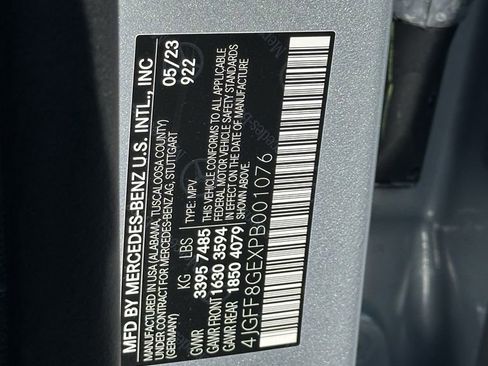 MFD BY MERCEDES-BENZ U.S. INTL., INC
MANUFACTURED IN USA (ALABAMA, TUSCALOOSA COUNTY)
FOR MERCEDES-BENZ AG, STUTTGART
(GERMANY)
05/23
922
KG LBS TYPE: MPV
GVWR 3395 7485
GAWR FRONT 1630 3594
GAWR REAR 1850 4079
THIS VEHICLE CONFORMS TO ALL APPLICABLE
FEDERAL MOTOR VEHICLE SAFETY STANDARDS
IN EFFECT ON THE DATE OF MANUFACTURE
SHOWN ABOVE.
4JGFF8GEXPB001076